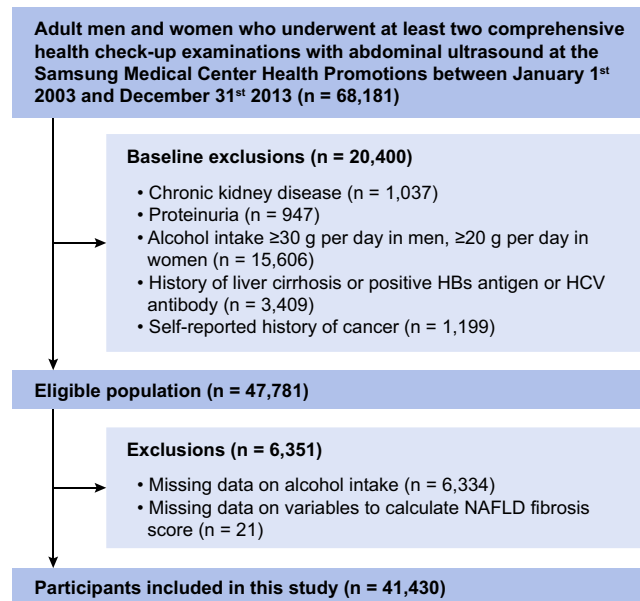 Adult men and women who underwent at least two comprehensive
health check-up examinations with abdominal ultrasound at the
Samsung Medical Center Health Promotions between January 1st
2003 and December 31st 2013 (n = 68,181)
Baseline exclusions (n = 20,400)
• Chronic kidney disease (n = 1,037)
• Proteinuria (n = 947)
• Alcohol intake ≥30 g per day in men, ≥20 g per day in
women (n = 15,606)
• History of liver cirrhosis or positive HBs antigen or HCV
antibody (n = 3,409)
• Self-reported history of cancer (n = 1,199)
Eligible population (n = 47,781)
Exclusions (n = 6,351)
• Missing data on alcohol intake (n = 6,334)
• Missing data on variables to calculate NAFLD fibrosis
score (n = 21)
Participants included in this study (n = 41,430)